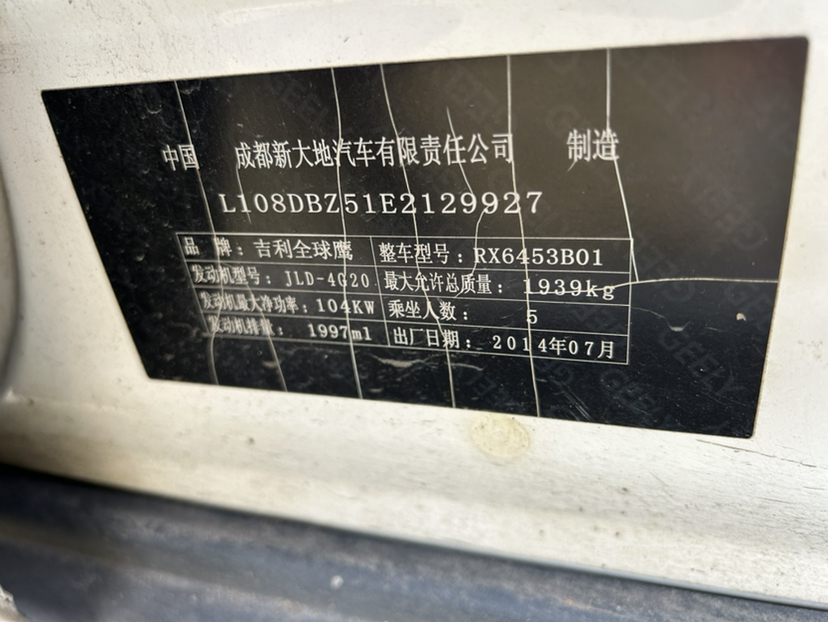 中国 成都新大地汽车有限责任公司 制造
L108DBZ51E2129927
品 牌：吉利全球鹰 整车型号：RX6453B01
发动机型号：JLD-4G20 最大允许总质量：1939kg
发动机最大净功率：104KW 乘坐人数：5
发动机排量：1997ml 出厂日期：2014年07月
GEELY